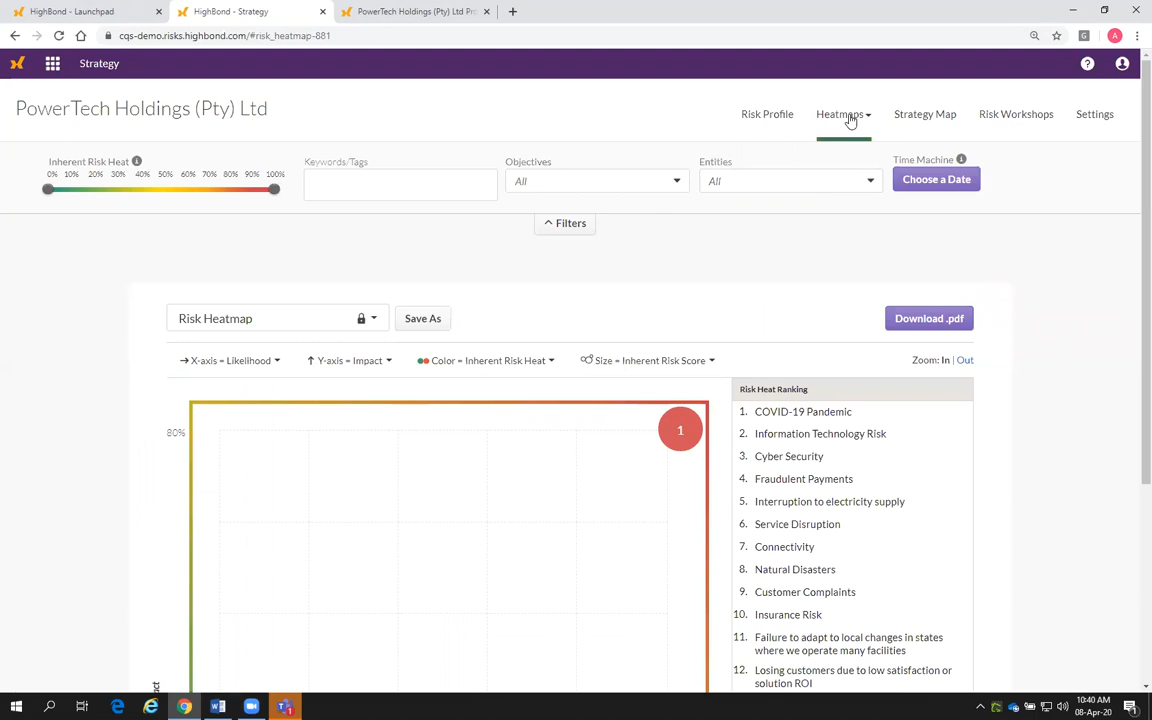 HighBond - Launchpad
HighBond - Strategy
PowerTech Holdings (Pty) Ltd Pro
cqs-demo.risks.highbond.com/#risk_heatmap-881
A
Strategy
PowerTech Holdings (Pty) Ltd
Risk Profile
Heatmaps
Strategy Map
Risk Workshops
Settings
Inherent Risk Heat
0% 10% 20% 30% 40% 50% 60% 70% 80% 90% 100%
Keywords/Tags
Objectives
All
Entities
All
Time Machine
Choose a Date
Filters
Risk Heatmap
Save As
Download .pdf
X-axis = Likelihood
Y-axis = Impact
Color = Inherent Risk Heat
Size = Inherent Risk Score
Zoom: In | Out
80%
1
Risk Heat Ranking
1. COVID-19 Pandemic
2. Information Technology Risk
3. Cyber Security
4. Fraudulent Payments
5. Interruption to electricity supply
6. Service Disruption
7. Connectivity
8. Natural Disasters
9. Customer Complaints
10. Insurance Risk
11. Failure to adapt to local changes in states
where we operate many facilities
12. Losing customers due to low satisfaction or
solution ROI
10:40 AM
08-Apr-20